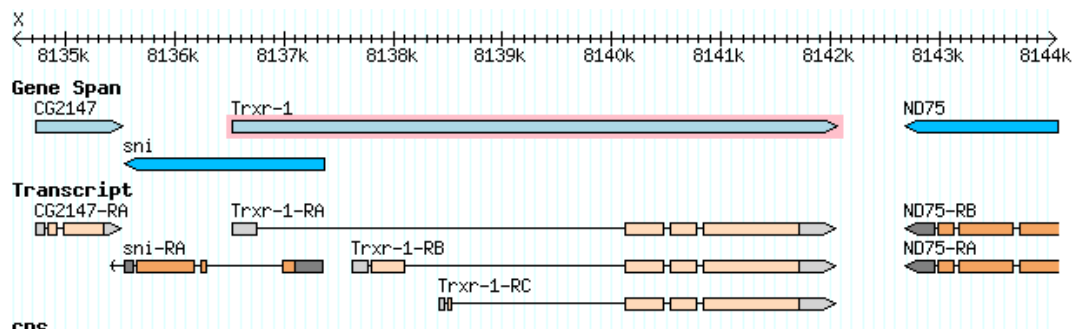 X
8135k 8136k 8137k 8138k 8139k 8140k 8141k 8142k 8143k 8144k
Gene Span
CG2147 Trxr-1 ND75
sni
Transcript
CG2147-RA Trxr-1-RA ND75-RB
sni-RA Trxr-1-RB ND75-RA
Trxr-1-RC
CDS